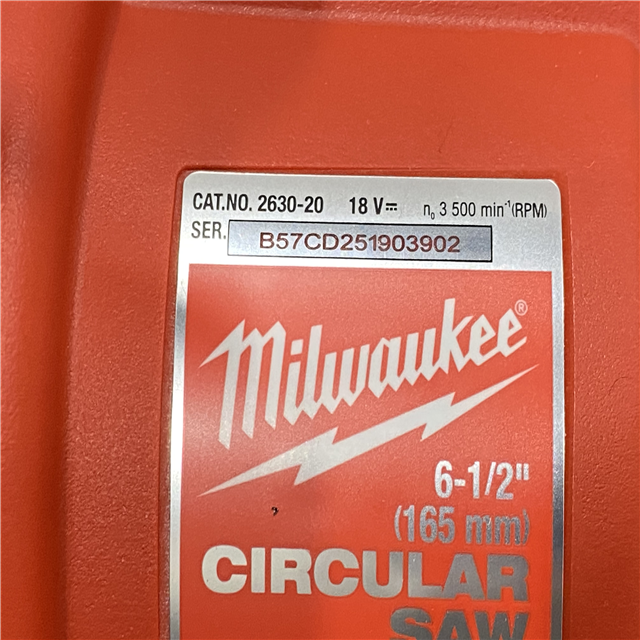 CAT.NO. 2630-20 18 V⎓ n₀ 3 500 min⁻¹(RPM)
SER. B57CD251903902
Milwaukee®
6-1/2"
(165 mm)
CIRCULAR
SAW